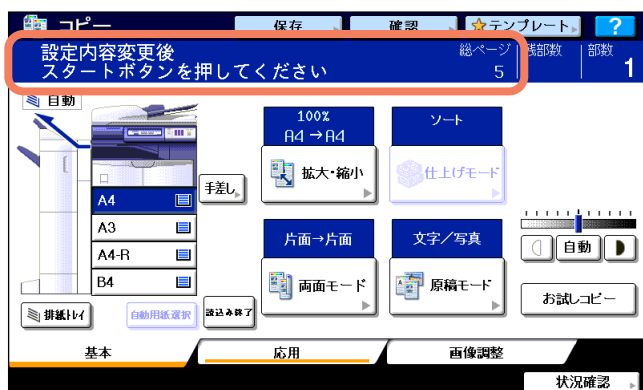 コピー
保存
確認
テンプレート
?
設定内容変更後
スタートボタンを押してください
総ページ
5
残部数
部数
1
自動
100%
A4→A4
拡大・縮小
ソート
仕上げモード
手差し
A4
A3
A4-R
B4
片面→片面
両面モード
文字/写真
原稿モード
自動
お試しコピー
排紙トレイ
自動用紙選択
読込み終了
基本
応用
画像調整
状況確認